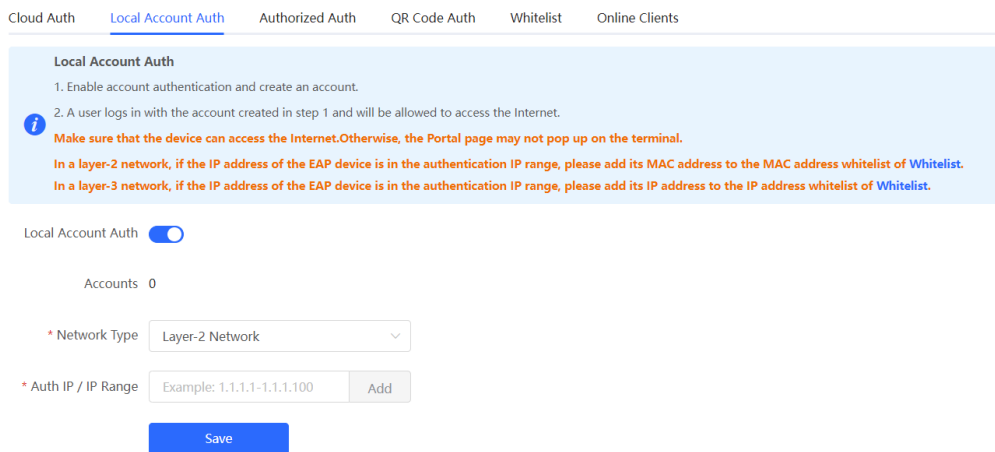 Cloud Auth Local Account Auth Authorized Auth QR Code Auth Whitelist Online Clients
Local Account Auth
1. Enable account authentication and create an account.
2. A user logs in with the account created in step 1 and will be allowed to access the Internet.
Make sure that the device can access the Internet.Otherwise, the Portal page may not pop up on the terminal.
In a layer-2 network, if the IP address of the EAP device is in the authentication IP range, please add its MAC address to the MAC address whitelist of Whitelist.
In a layer-3 network, if the IP address of the EAP device is in the authentication IP range, please add its IP address to the IP address whitelist of Whitelist.
Local Account Auth
Accounts 0
* Network Type Layer-2 Network
* Auth IP / IP Range Example: 1.1.1.1-1.1.1.100 Add
Save